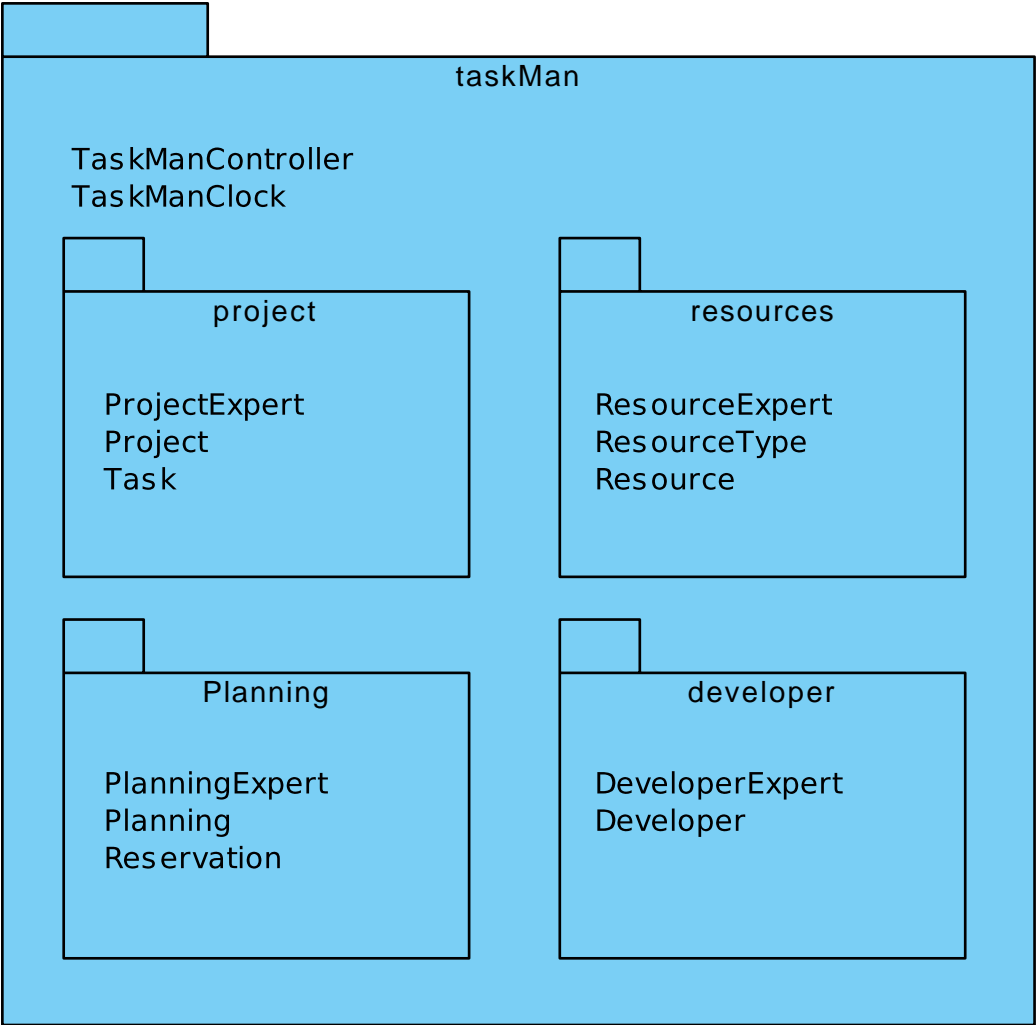 taskMan
TaskManController
TaskManClock
project
ProjectExpert
Project
Task
resources
ResourceExpert
ResourceType
Resource
Planning
PlanningExpert
Planning
Reservation
developer
DeveloperExpert
Developer